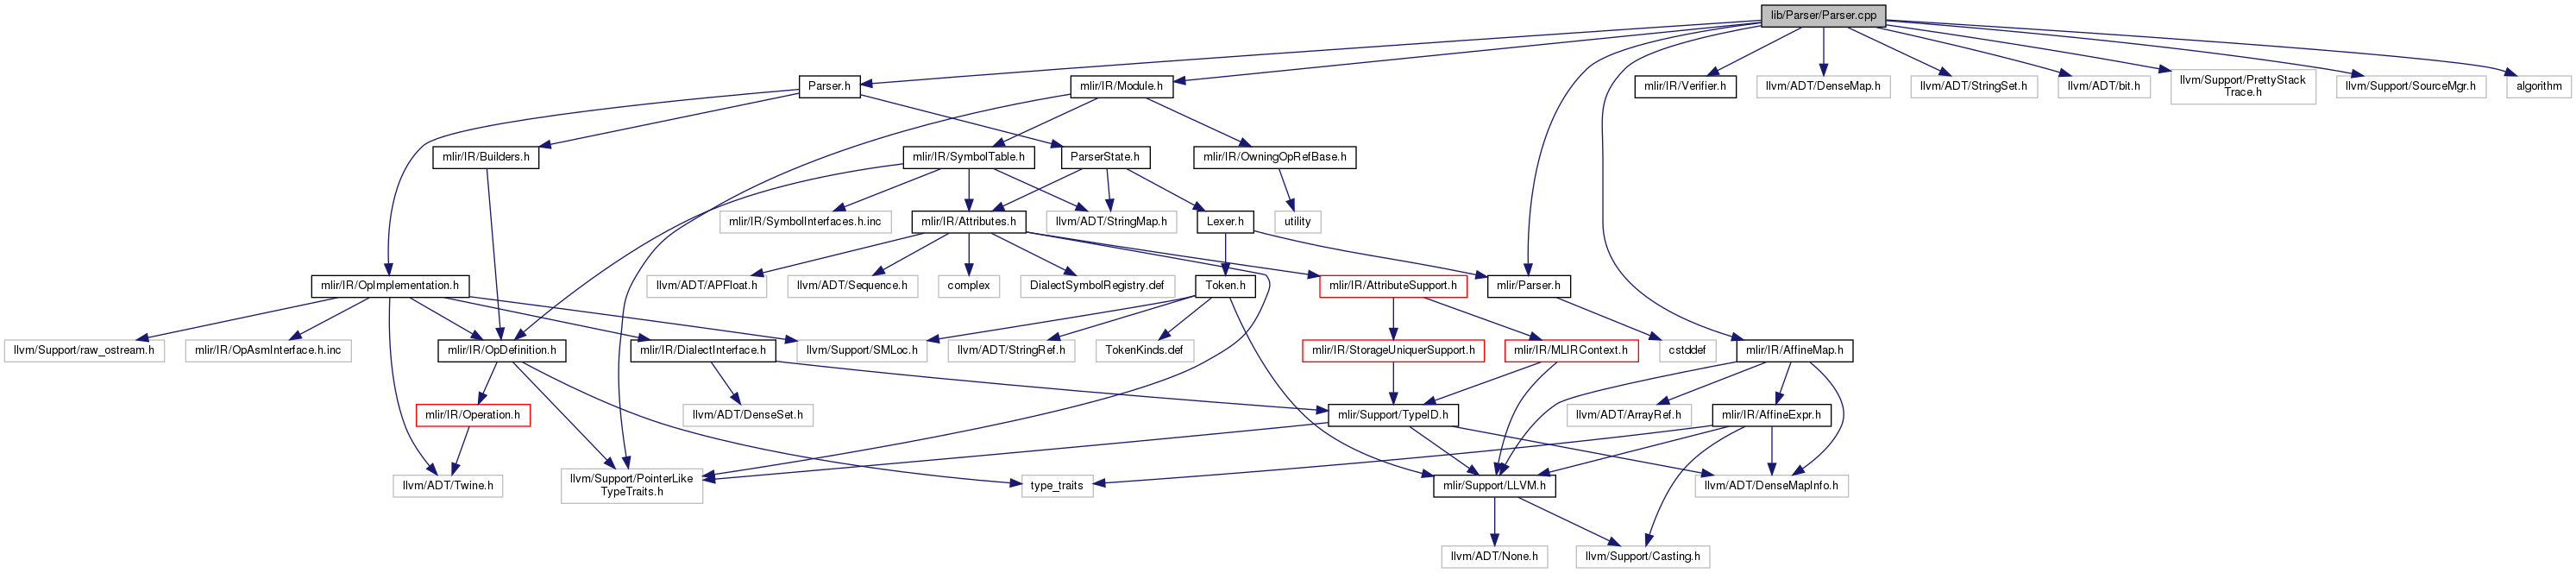 lib/Parser/Parser.cpp
Parser.h
mlir/IR/Module.h
mlir/IR/Verifier.h
llvm/ADT/DenseMap.h
llvm/ADT/StringSet.h
llvm/ADT/bit.h
llvm/Support/PrettyStack
Trace.h
llvm/Support/SourceMgr.h
algorithm
mlir/IR/Builders.h
mlir/IR/SymbolTable.h
ParserState.h
mlir/IR/OwningOpRefBase.h
mlir/IR/SymbolInterfaces.h.inc
mlir/IR/Attributes.h
llvm/ADT/StringMap.h
Lexer.h
utility
mlir/IR/OpImplementation.h
llvm/ADT/APFloat.h
llvm/ADT/Sequence.h
complex
DialectSymbolRegistry.def
Token.h
mlir/IR/AttributeSupport.h
mlir/Parser.h
llvm/Support/raw_ostream.h
mlir/IR/OpAsmInterface.h.inc
mlir/IR/OpDefinition.h
mlir/IR/DialectInterface.h
llvm/Support/SMLoc.h
llvm/ADT/StringRef.h
TokenKinds.def
mlir/IR/StorageUniquerSupport.h
mlir/IR/MLIRContext.h
cstddef
mlir/IR/AffineMap.h
mlir/IR/Operation.h
llvm/ADT/DenseSet.h
mlir/Support/TypeID.h
llvm/ADT/ArrayRef.h
mlir/IR/AffineExpr.h
llvm/ADT/Twine.h
llvm/Support/PointerLike
TypeTraits.h
type_traits
mlir/Support/LLVM.h
llvm/ADT/DenseMapInfo.h
llvm/ADT/None.h
llvm/Support/Casting.h